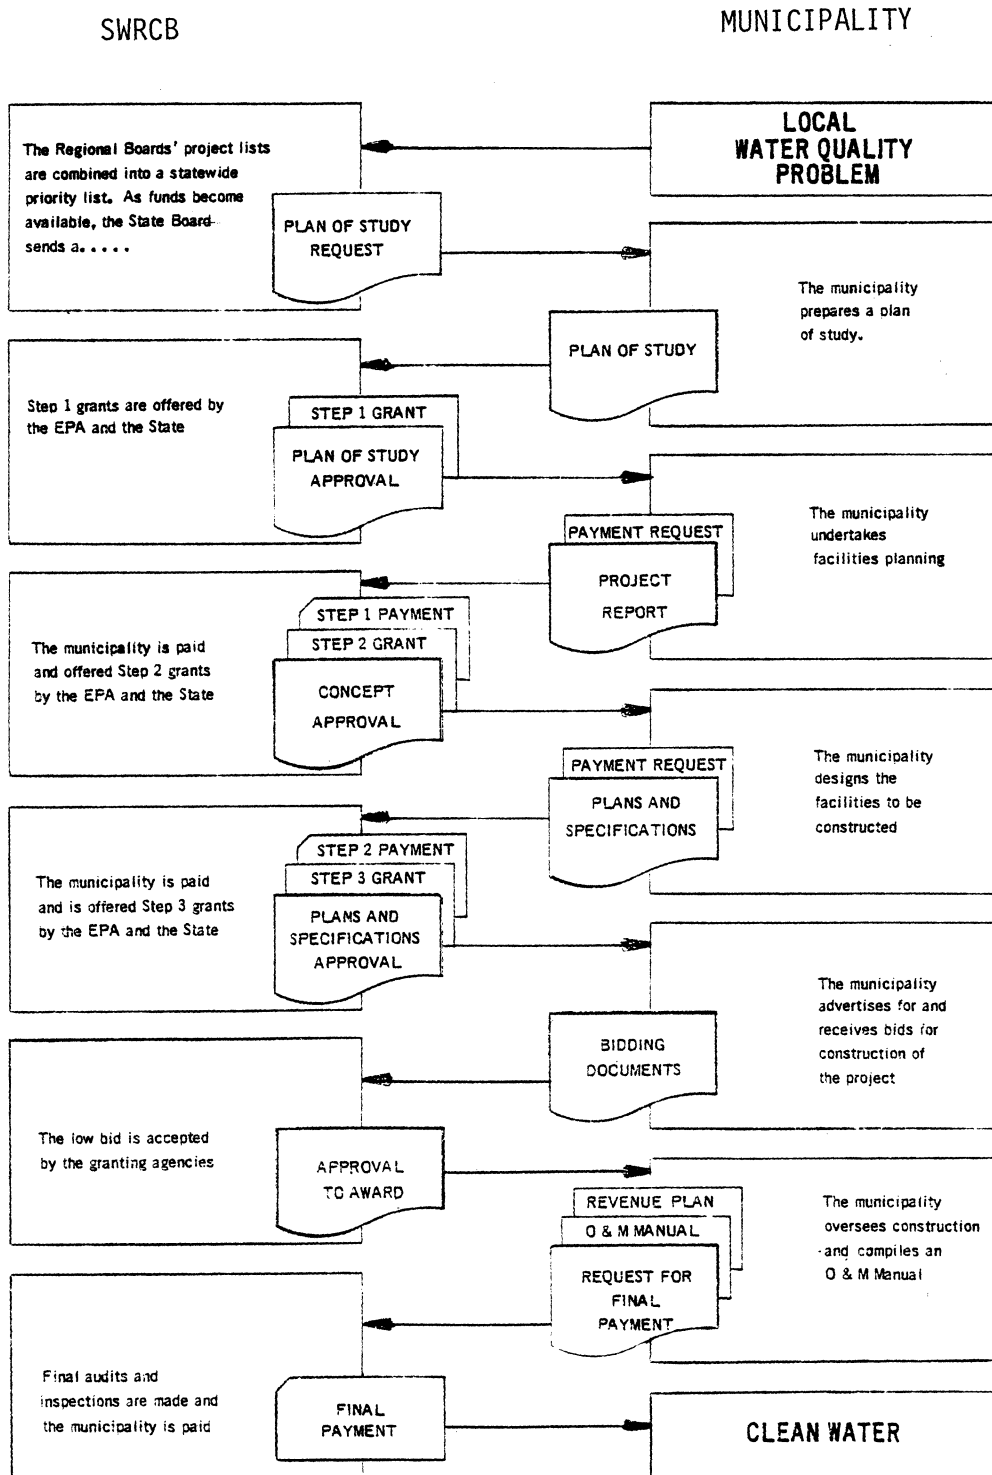 SWRCB
MUNICIPALITY
LOCAL
WATER QUALITY
PROBLEM
The Regional Boards' project lists
are combined into a statewide
priority list. As funds become
available, the State Board
sends a.....
PLAN OF STUDY
REQUEST
The municipality
prepares a plan
of study.
PLAN OF STUDY
Step 1 grants are offered by
the EPA and the State
STEP 1 GRANT
PLAN OF STUDY
APPROVAL
The municipality
undertakes
facilities planning
PAYMENT REQUEST
PROJECT
REPORT
The municipality is paid
and offered Step 2 grants
by the EPA and the State
STEP 1 PAYMENT
STEP 2 GRANT
CONCEPT
APPROVAL
The municipality
designs the
facilities to be
constructed
PAYMENT REQUEST
PLANS AND
SPECIFICATIONS
The municipality is paid
and is offered Step 3 grants
by the EPA and the State
STEP 2 PAYMENT
STEP 3 GRANT
PLANS AND
SPECIFICATIONS
APPROVAL
The municipality
advertises for and
receives bids for
construction of
the project
BIDDING
DOCUMENTS
The low bid is accepted
by the granting agencies
APPROVAL
TO AWARD
The municipality
oversees construction
and compiles an
O & M Manual
REVENUE PLAN
O & M MANUAL
REQUEST FOR
FINAL
PAYMENT
Final audits and
inspections are made and
the municipality is paid
FINAL
PAYMENT
CLEAN WATER